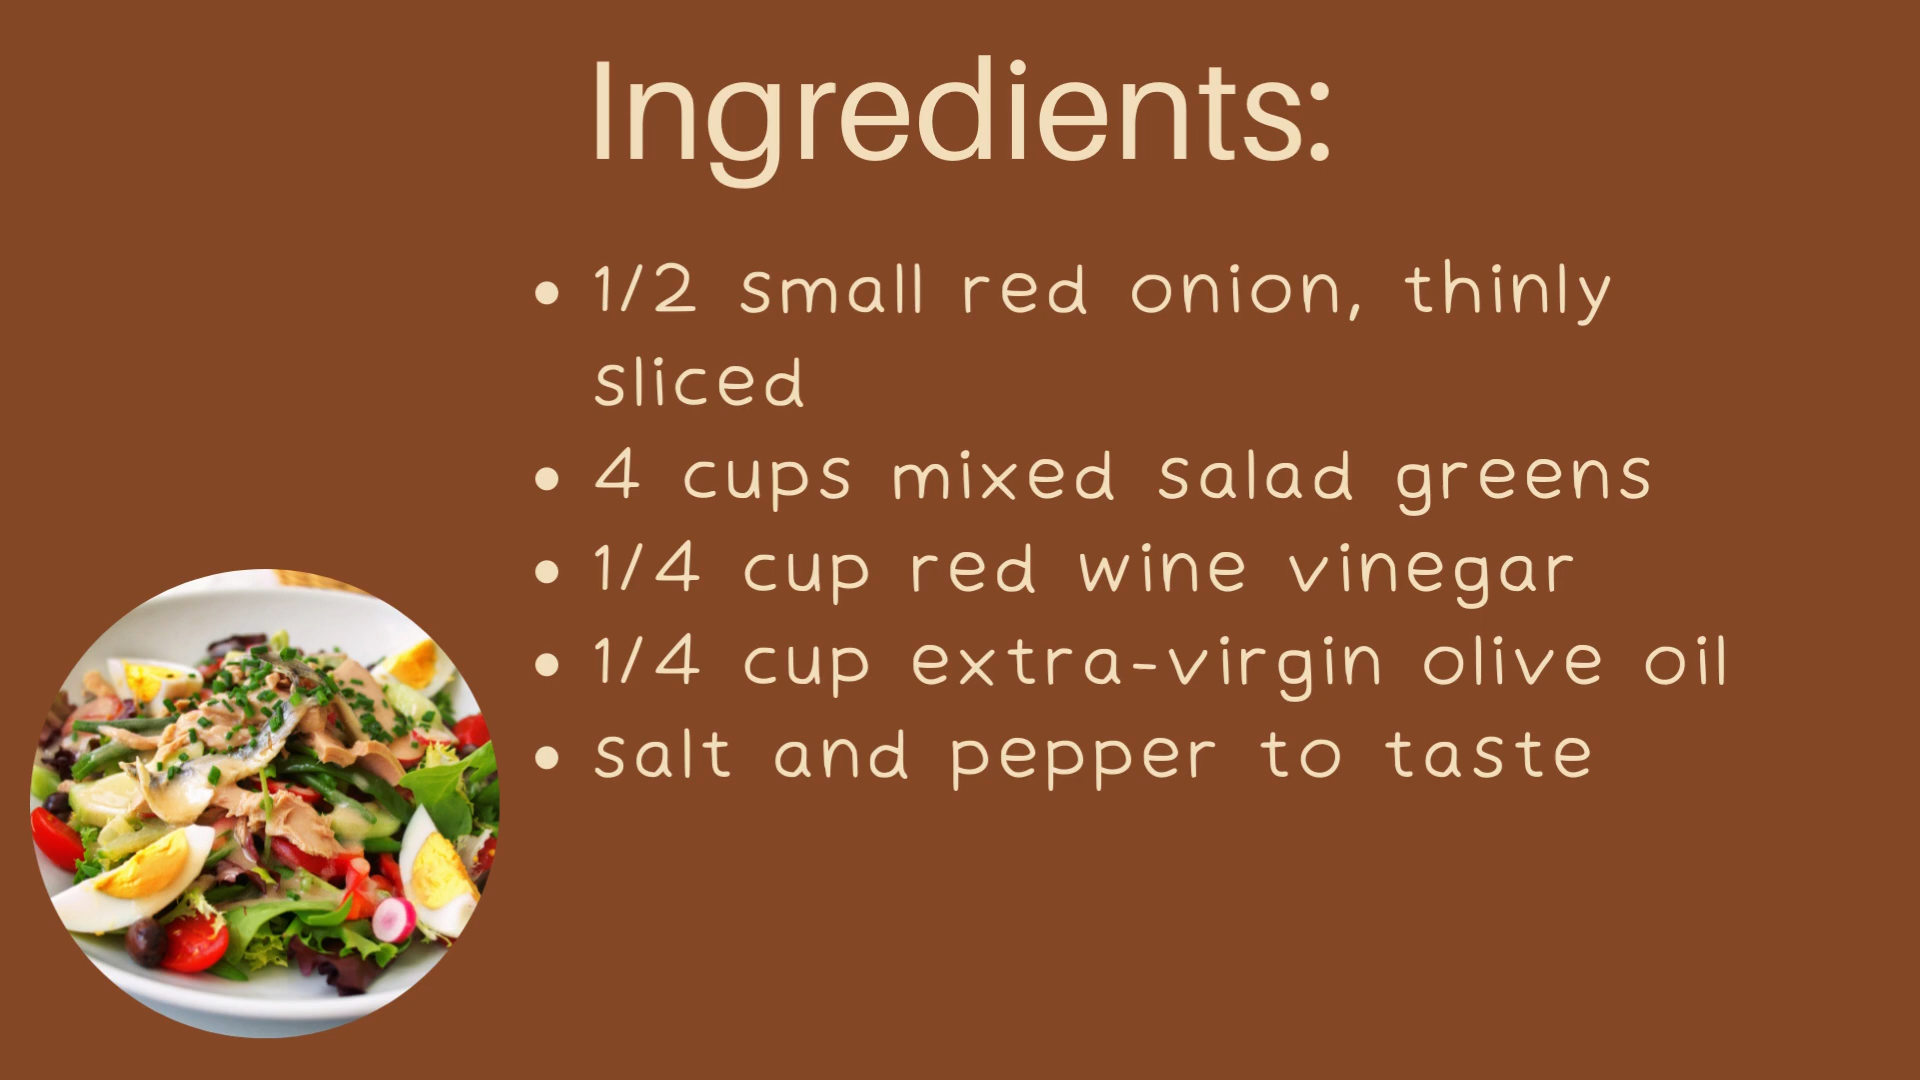 Ingredients:
• 1/2 small red onion, thinly
sliced
• 4 cups mixed salad greens
• 1/4 cup red wine vinegar
• 1/4 cup extra-virgin olive oil
• salt and pepper to taste